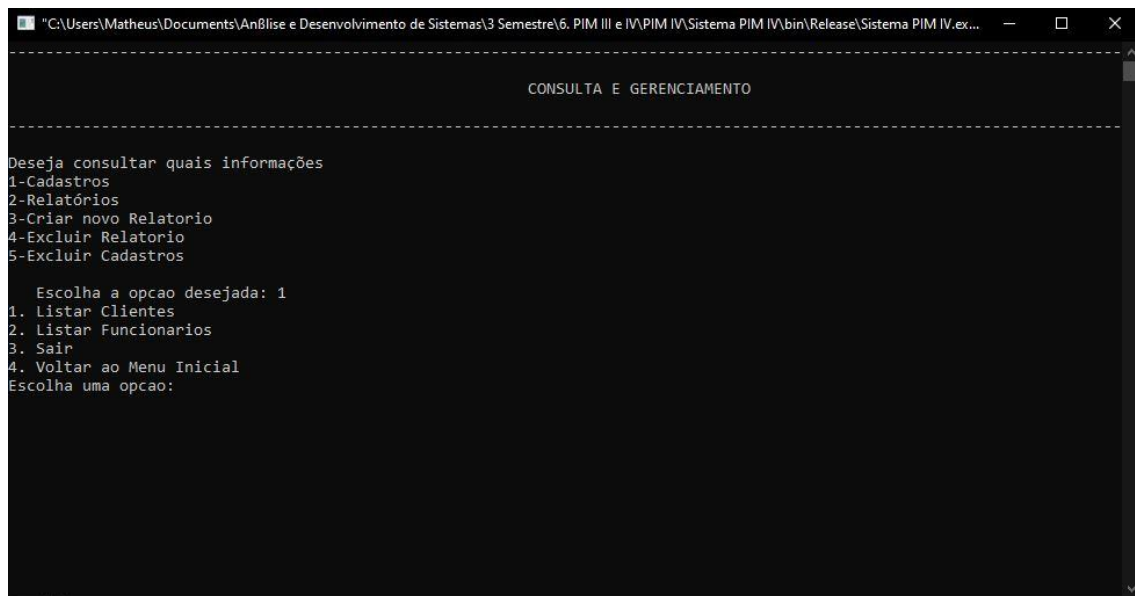 "C:\Users\Matheus\Documents\Anßlise e Desenvolvimento de Sistemas\3 Semestre\6. PIM III e IV\PIM IV\Sistema PIM IV\bin\Release\Sistema PIM IV.ex...
CONSULTA E GERENCIAMENTO
Deseja consultar quais informações
1-Cadastros
2-Relatórios
3-Criar novo Relatorio
4-Excluir Relatorio
5-Excluir Cadastros
Escolha a opcao desejada: 1
1. Listar Clientes
2. Listar Funcionarios
3. Sair
4. Voltar ao Menu Inicial
Escolha uma opcao: